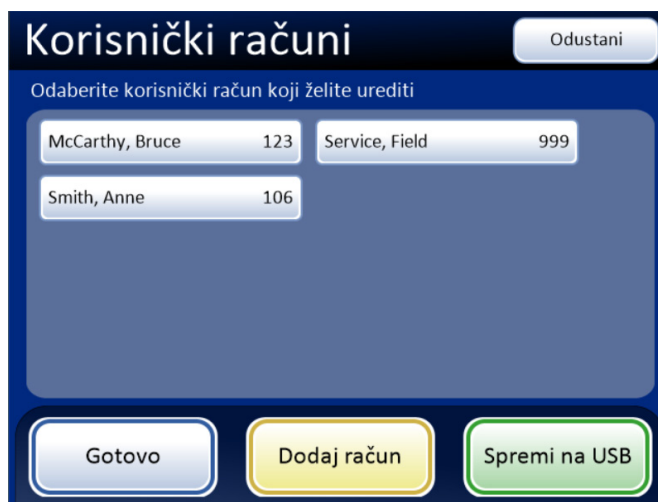 Korisnički računi
Odustani
Odaberite korisnički račun koji želite urediti
McCarthy, Bruce 123
Service, Field 999
Smith, Anne 106
Gotovo
Dodaj račun
Spremi na USB